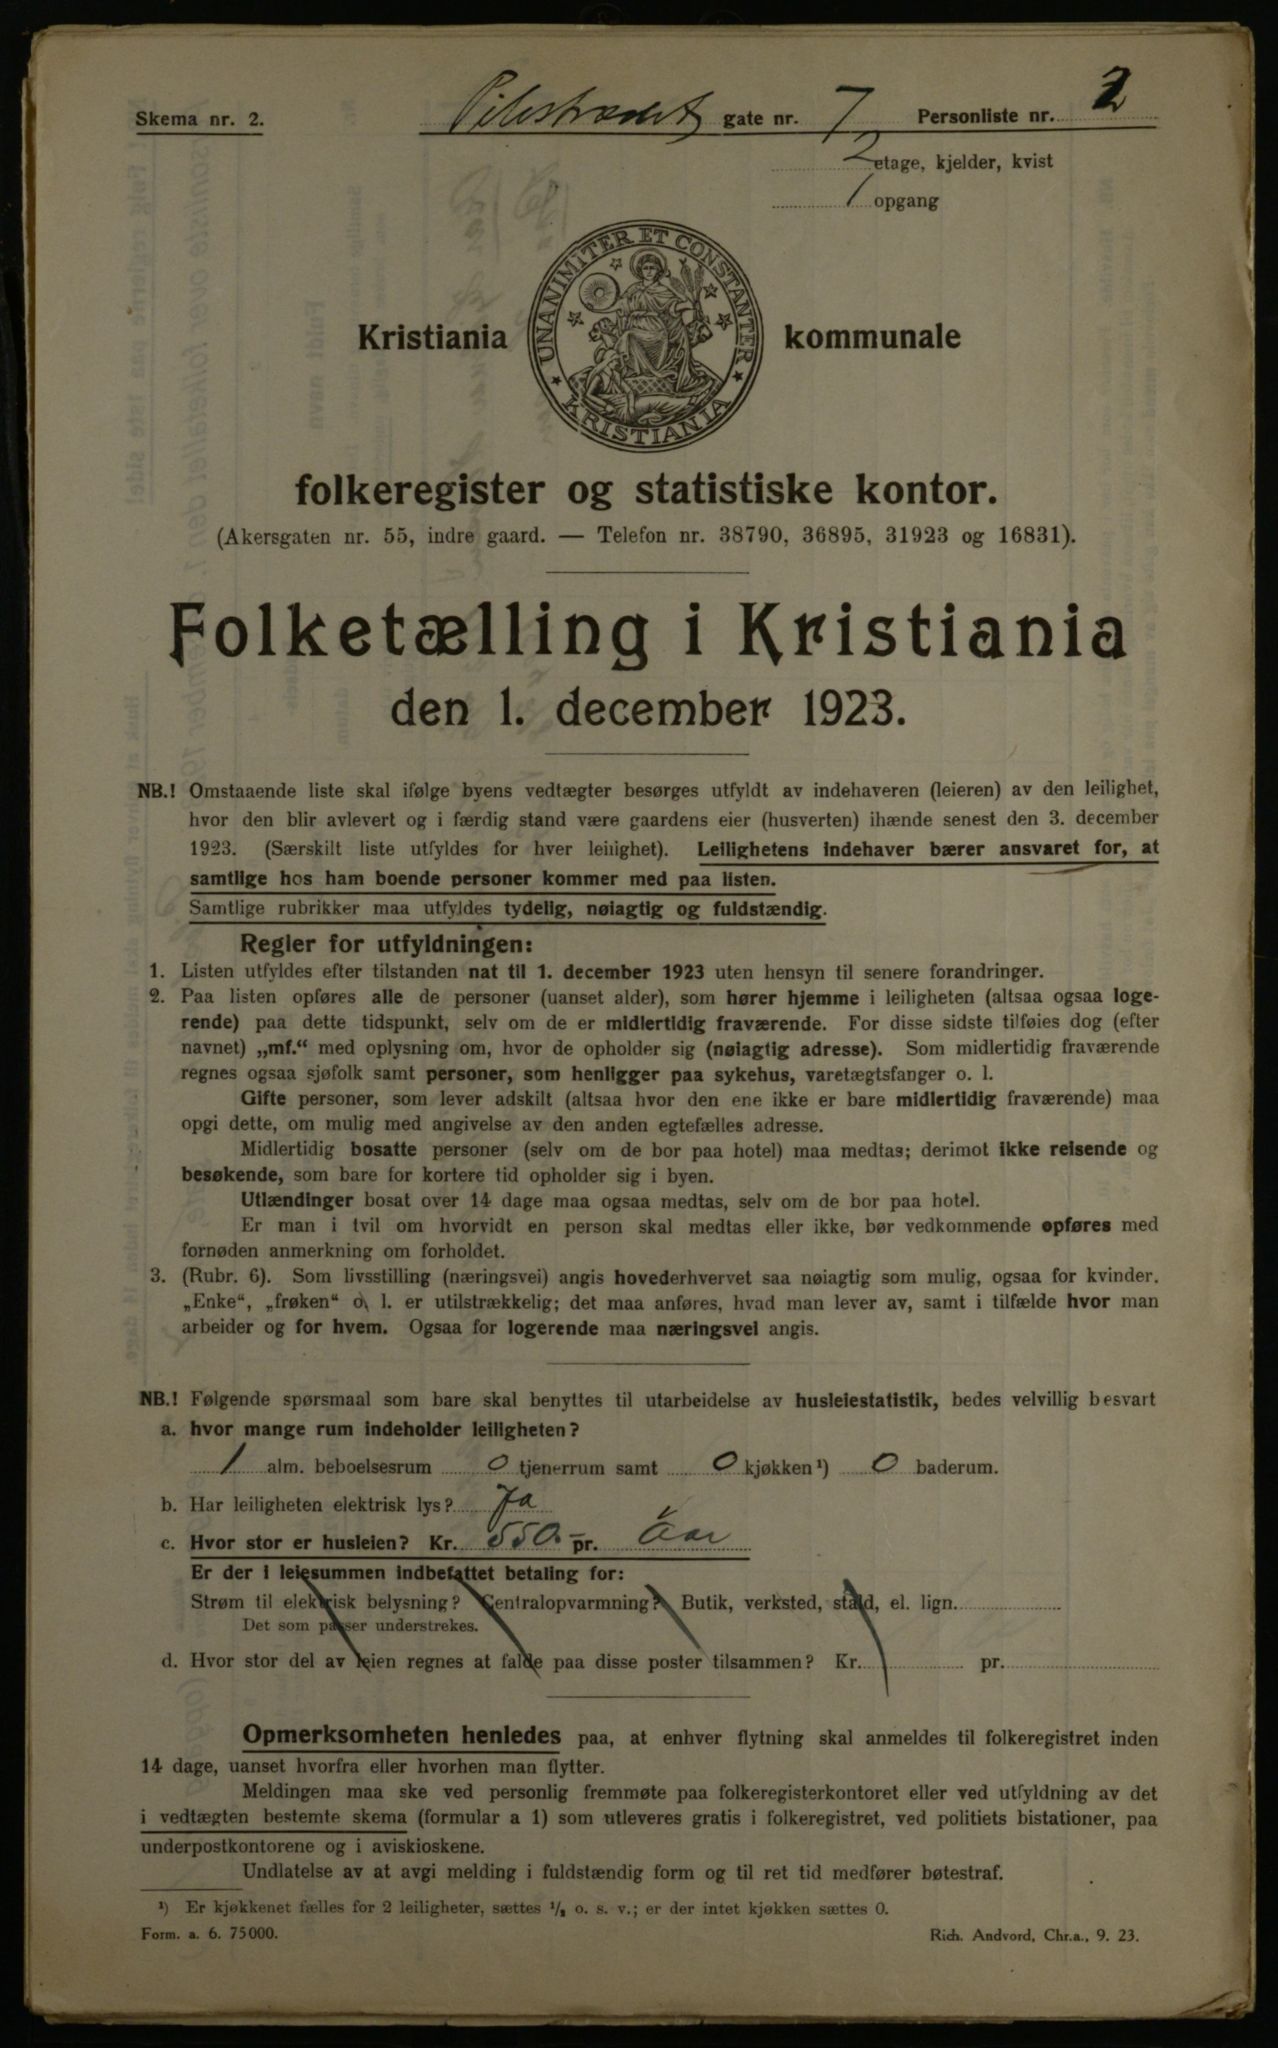 Skema nr. 2. Pilestrædet gate nr. 7 Personliste nr. 2
2 etage, kjelder, kvist
1 opgang
UNANIMITER ET CONSTANTER
KRISTIANIA
Kristiania kommunale
folkeregister og statistiske kontor.
(Akersgaten nr. 55, indre gaard. — Telefon nr. 38790, 36895, 31923 og 16831).
Folketælling i Kristiania
den 1. december 1923.
NB.! Omstaaende liste skal ifølge byens vedtægter besørges utfyldt av indehaveren (leieren) av den leilighet,
hvor den blir avlevert og i færdig stand være gaardens eier (husverten) ihænde senest den 3. december
1923. (Særskilt liste utfyldes for hver leilighet). Leilighetens indehaver bærer ansvaret for, at
samtlige hos ham boende personer kommer med paa listen.
Samtlige rubrikker maa utfyldes tydelig, nøiagtig og fuldstændig.
Regler for utfyldningen:
1. Listen utfyldes efter tilstanden nat til 1. december 1923 uten hensyn til senere forandringer.
2. Paa listen opføres alle de personer (uanset alder), som hører hjemme i leiligheten (altsaa ogsaa loge-
rende) paa dette tidspunkt, selv om de er midlertidig fraværende. For disse sidste tilføies dog (efter
navnet) „mf.“ med oplysning om, hvor de opholder sig (nøiagtig adresse). Som midlertidig fraværende
regnes ogsaa sjøfolk samt personer, som henligger paa sykehus, varetægtsfanger o. l.
Gifte personer, som lever adskilt (altsaa hvor den ene ikke er bare midlertidig fraværende) maa
opgi dette, om mulig med angivelse av den anden egtefælles adresse.
Midlertidig bosatte personer (selv om de bor paa hotel) maa medtas; derimot ikke reisende og
besøkende, som bare for kortere tid opholder sig i byen.
Utlændinger bosat over 14 dage maa ogsaa medtas, selv om de bor paa hotel.
Er man i tvil om hvorvidt en person skal medtas eller ikke, bør vedkommende opføres med
fornøden anmerkning om forholdet.
3. (Rubr. 6). Som livsstilling (næringsvei) angis hovederhvervet saa nøiagtig som mulig, ogsaa for kvinder.
„Enke“, „frøken“ o. l. er utilstrækkelig; det maa anføres, hvad man lever av, samt i tilfælde hvor man
arbeider og for hvem. Ogsaa for logerende maa næringsvei angis.
NB.! Følgende spørsmaal som bare skal benyttes til utarbeidelse av husleiestatistik, bedes velvillig besvart
a. hvor mange rum indeholder leiligheten?
1 alm. beboelsesrum 0 tjenerrum samt 0 kjøkken ¹) 0 baderum.
b. Har leiligheten elektrisk lys? Ja
c. Hvor stor er husleien? Kr. 550.- pr. Aar
Er der i leiesummen indbefattet betaling for:
Strøm til elektrisk belysning? Centralopvarmning? Butik, verksted, stald, el. lign.
Det som passer understrekes.
d. Hvor stor del av leien regnes at falde paa disse poster tilsammen? Kr. pr.
Opmerksomheten henledes paa, at enhver flytning skal anmeldes til folkeregistret inden
14 dage, uanset hvorfra eller hvorhen man flytter.
Meldingen maa ske ved personlig fremmøte paa folkeregisterkontoret eller ved utfyldning av det
i vedtægten bestemte skema (formular a 1) som utleveres gratis i folkeregistret, ved politiets bistationer, paa
underpostkontorene og i aviskioskene.
Undlatelse av at avgi melding i fuldstændig form og til ret tid medfører bøtestraf.
¹) Er kjøkkenet fælles for 2 leiligheter, sættes ½ o. s. v.; er der intet kjøkken sættes 0.
Form. a. 6. 75000. Rich. Andvord, Chr.a., 9. 23.